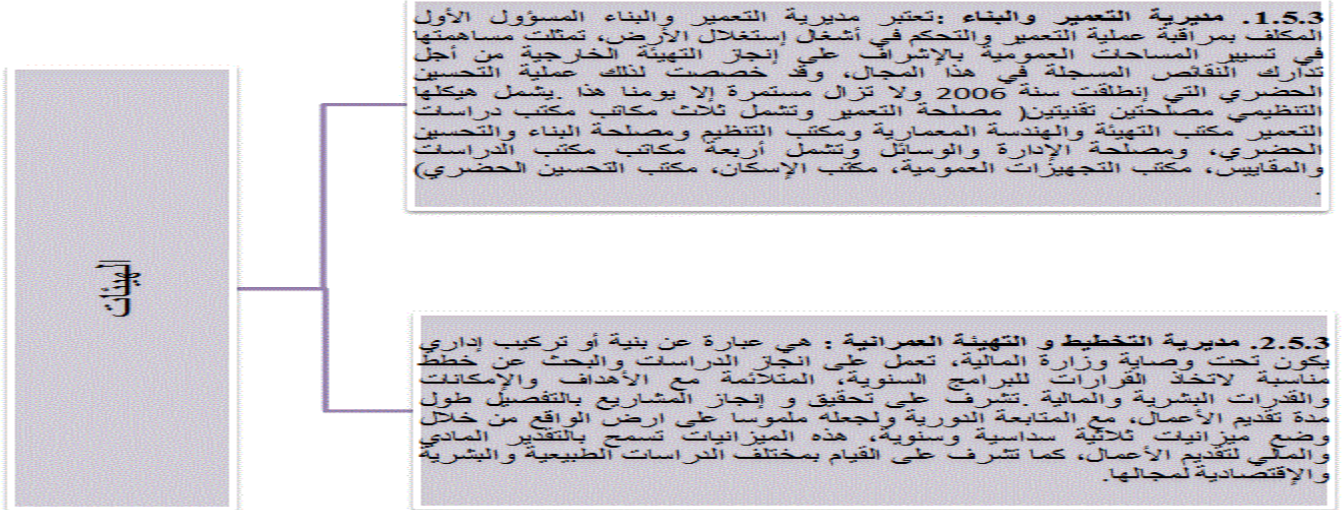 الهيئات
1.5.3. مديرية التعمير والبناء :تعتبر مديرية التعمير والبناء المسؤول الأول
المكلف بمراقبة عملية التعمير والتحكم في أشغال إستغلال الأرض، تمثلت مساهمتها
في تسيير المساحات العمومية بالإشراف على إنجاز التهيئة الخارجية من أجل
تدارك النقائص المسجلة في هذا المجال، وقد خصصت لذلك عملية التحسين
الحضري التي إنطلقت سنة 2006 ولا تزال مستمرة إلا يومنا هذا .يشمل هيكلها
التنظيمي مصلحتين تقنيتين( مصلحة التعمير وتشمل ثلاث مكاتب مكتب دراسات
التعمير مكتب التهيئة والهندسة المعمارية ومكتب التنظيم ومصلحة البناء والتحسين
الحضري، ومصلحة الإدارة والوسائل وتشمل أربعة مكاتب مكتب الدراسات
والمقاييس، مكتب التجهيزات العمومية، مكتب الإسكان، مكتب التحسين الحضري)
.
2.5.3. مديرية التخطيط و التهيئة العمرانية : هي عبارة عن بنية أو تركيب إداري
يكون تحت وصاية وزارة المالية، تعمل على انجاز الدراسات والبحث عن خطط
مناسبة لاتخاذ القرارات للبرامج السنوية، المتلائمة مع الأهداف والإمكانات
والقدرات البشرية والمالية .تشرف على تحقيق و إنجاز المشاريع بالتفصيل طول
مدة تقديم الأعمال، مع المتابعة الدورية ولجعله ملموسا على ارض الواقع من خلال
وضع ميزانيات ثلاثية سداسية وسنوية، هذه الميزانيات تسمح بالتقدير المادي
والمالي لتقديم الأعمال، كما تشرف على القيام بمختلف الدراسات الطبيعية والبشرية
والإقتصادية لمجالها.